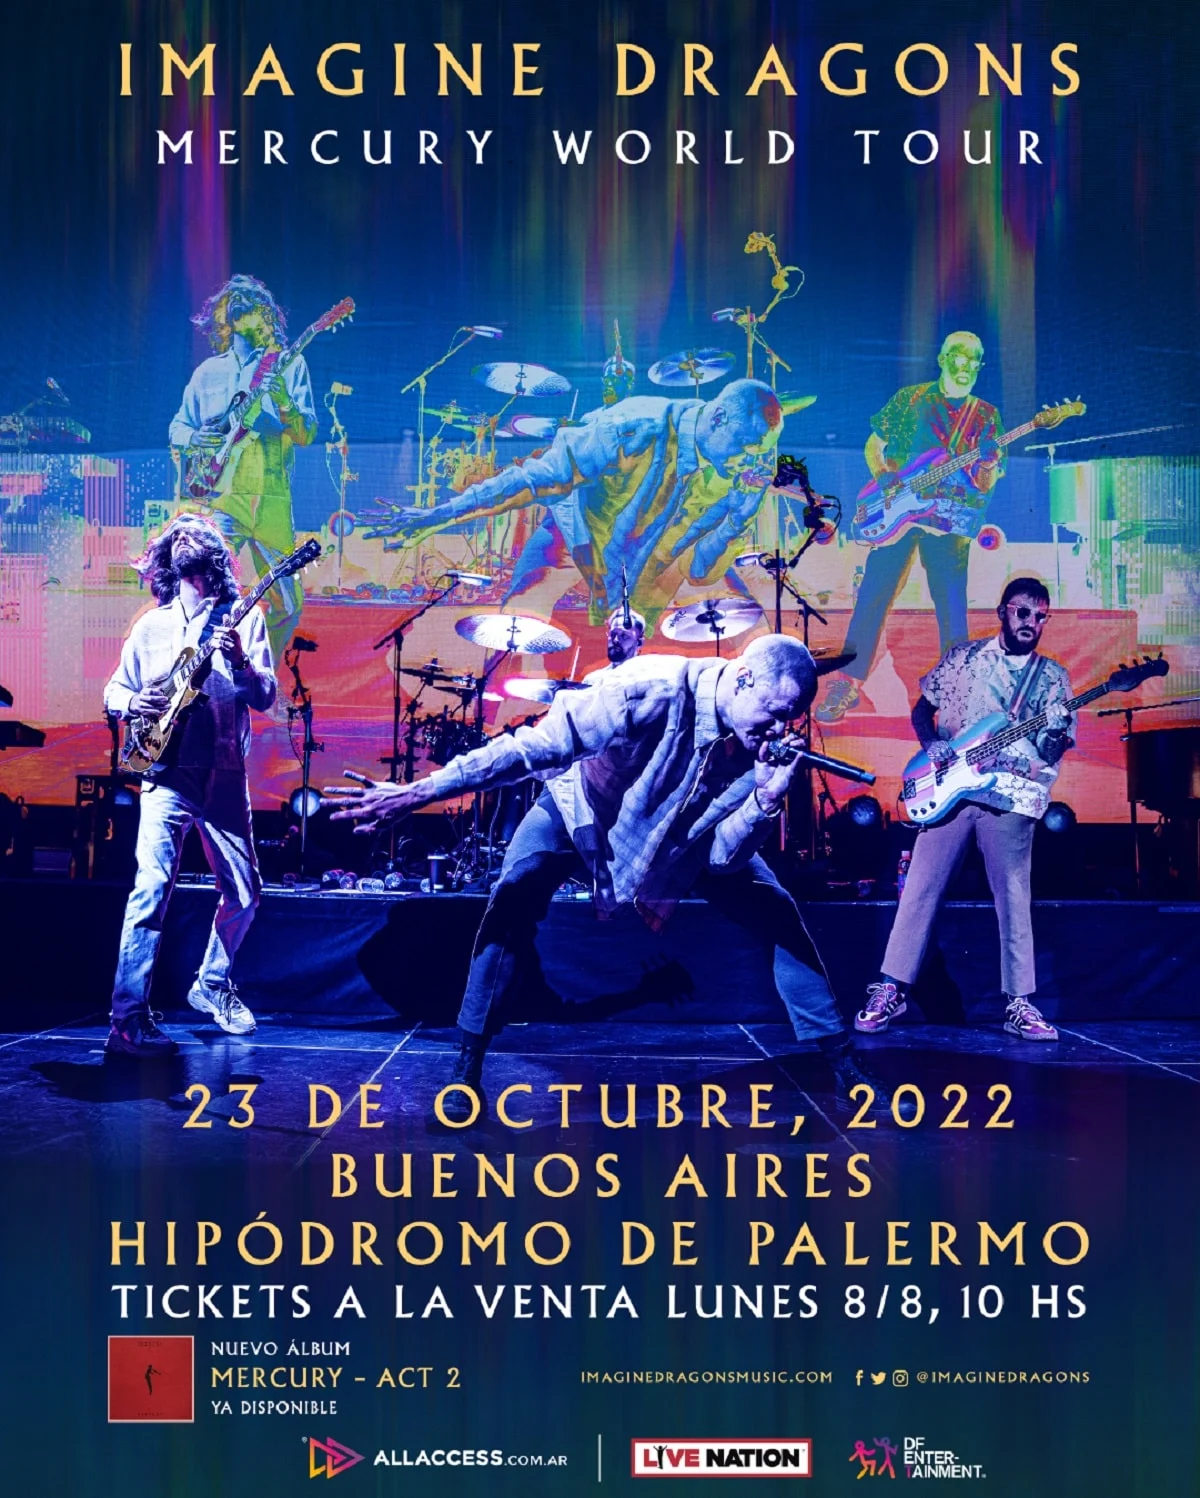 IMAGINE DRAGONS
MERCURY WORLD TOUR
23 DE OCTUBRE, 2022
BUENOS AIRES
HIPÓDROMO DE PALERMO
TICKETS A LA VENTA LUNES 8/8, 10 HS
NUEVO ÁLBUM
MERCURY - ACT 2
YA DISPONIBLE
IMAGINEDRAGONSMUSIC.COM @IMAGINEDRAGONS
ALLACCESS.COM.AR
LIVE NATION
DF
ENTER-
TAINMENT.